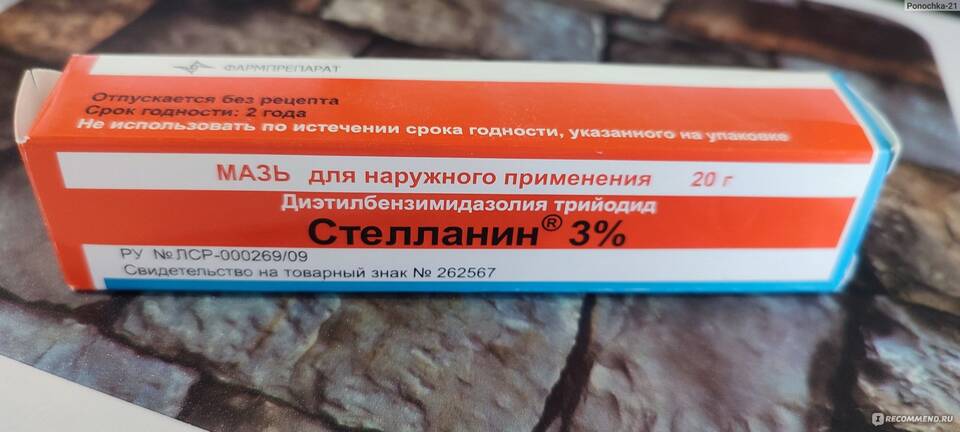 Ponochka-21
ФАРМПРЕПАРАТ
Отпускается без рецепта
Срок годности: 2 года
Не использовать по истечении срока годности, указанного на упаковке
МАЗЬ для наружного применения 20 г
Диэтилбензимидазолия трийодид
Стелланин® 3%
РУ №ЛСР-000269/09
Свидетельство на товарный знак № 262567
RECOMMEND.RU